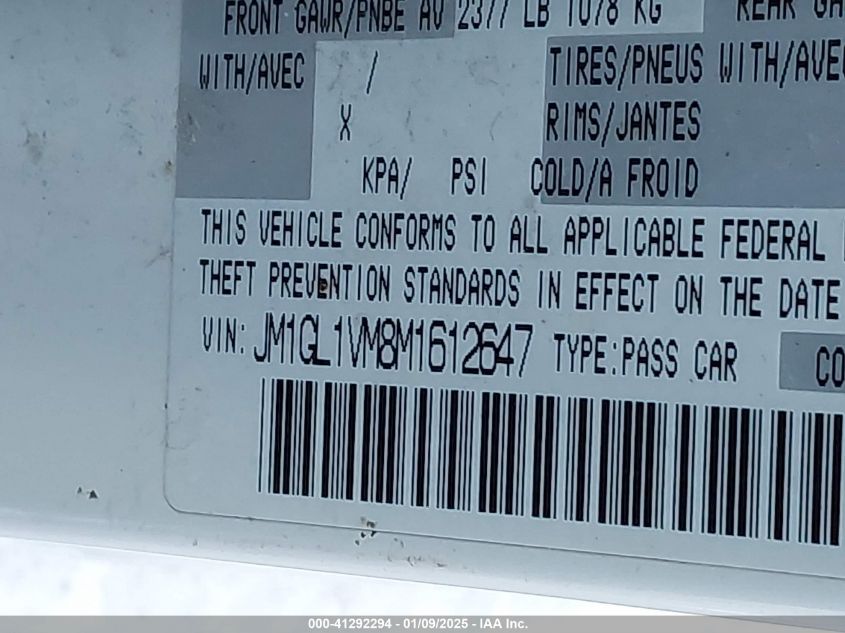 FRONT GAWR/PNBE AV 2377 LB 1078 KG REAR
WITH/AVEC / TIRES/PNEUS WITH/AVEC
X RIMS/JANTES
KPA/ PSI COLD/A FROID
THIS VEHICLE CONFORMS TO ALL APPLICABLE FEDERAL
THEFT PREVENTION STANDARDS IN EFFECT ON THE DATE
VIN: JM1GL1VM8M1612647 TYPE:PASS CAR CO
000-41292294 - 01/09/2025 - IAA Inc.